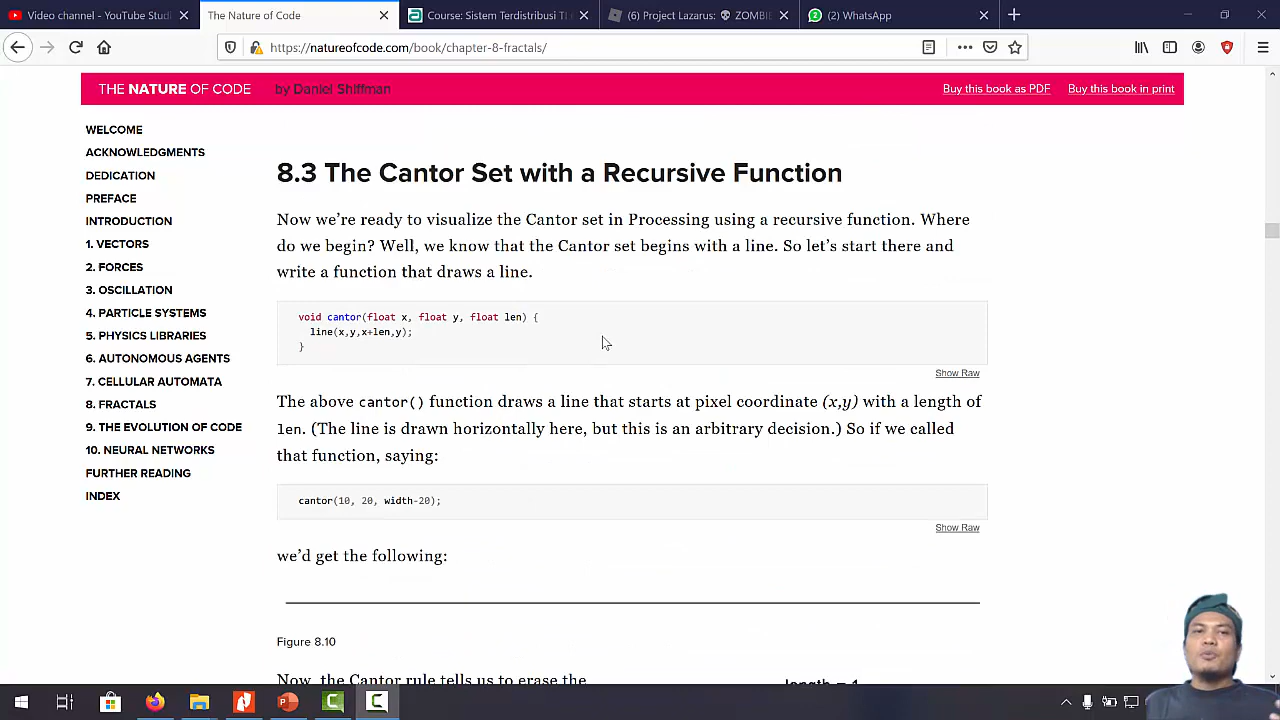 Video channel - YouTube Studi
The Nature of Code
Course: Sistem Terdistribusi TI
(6) Project Lazarus: 💀 ZOMBIE
(2) WhatsApp
https://natureofcode.com/book/chapter-8-fractals/
THE NATURE OF CODE by Daniel Shiffman Buy this book as PDF Buy this book in print
WELCOME
ACKNOWLEDGMENTS
DEDICATION
PREFACE
INTRODUCTION
1. VECTORS
2. FORCES
3. OSCILLATION
4. PARTICLE SYSTEMS
5. PHYSICS LIBRARIES
6. AUTONOMOUS AGENTS
7. CELLULAR AUTOMATA
8. FRACTALS
9. THE EVOLUTION OF CODE
10. NEURAL NETWORKS
FURTHER READING
INDEX
8.3 The Cantor Set with a Recursive Function
Now we're ready to visualize the Cantor set in Processing using a recursive function. Where
do we begin? Well, we know that the Cantor set begins with a line. So let's start there and
write a function that draws a line.
void cantor(float x, float y, float len) {
line(x,y,x+len,y);
}
Show Raw
The above cantor() function draws a line that starts at pixel coordinate (x,y) with a length of
len. (The line is drawn horizontally here, but this is an arbitrary decision.) So if we called
that function, saying:
cantor(10, 20, width-20);
Show Raw
we'd get the following:
Figure 8.10
Now, the Cantor rule tells us to erase the
length = 1